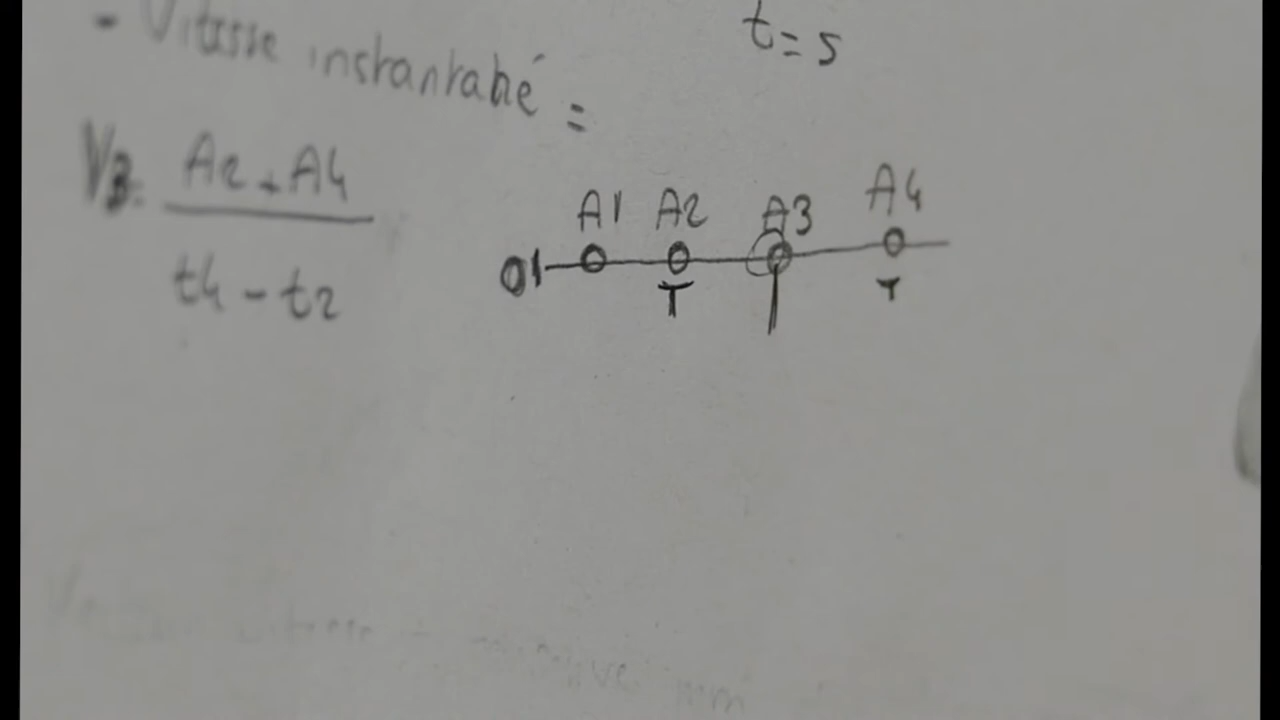 t = s
- Vitesse instantané =
V3 = A2 - A4
t4 - t2
A1 A2 A3 A4
O1
T T